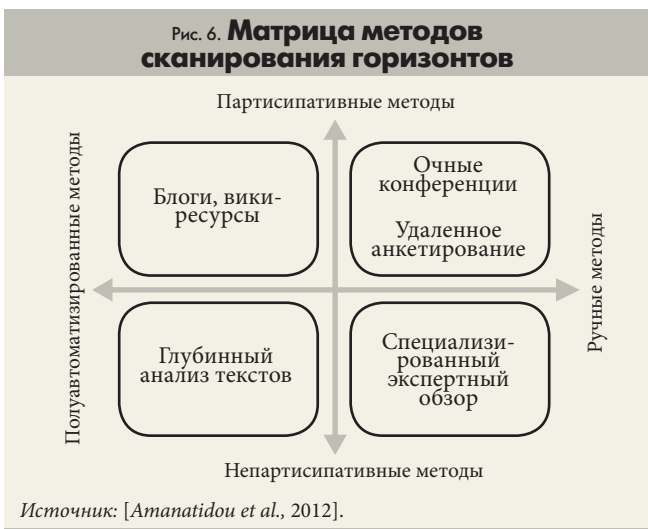 Рис. 6. Матрица методов
сканирования горизонтов
Партисипативные методы
Полуавтоматизированные методы
Блоги, вики-
ресурсы
Очные
конференции
Удаленное
анкетирование
Ручные методы
Глубинный
анализ текстов
Специализи-
рованный
экспертный
обзор
Непартисипативные методы
Источник: [Amanatidou et al., 2012].